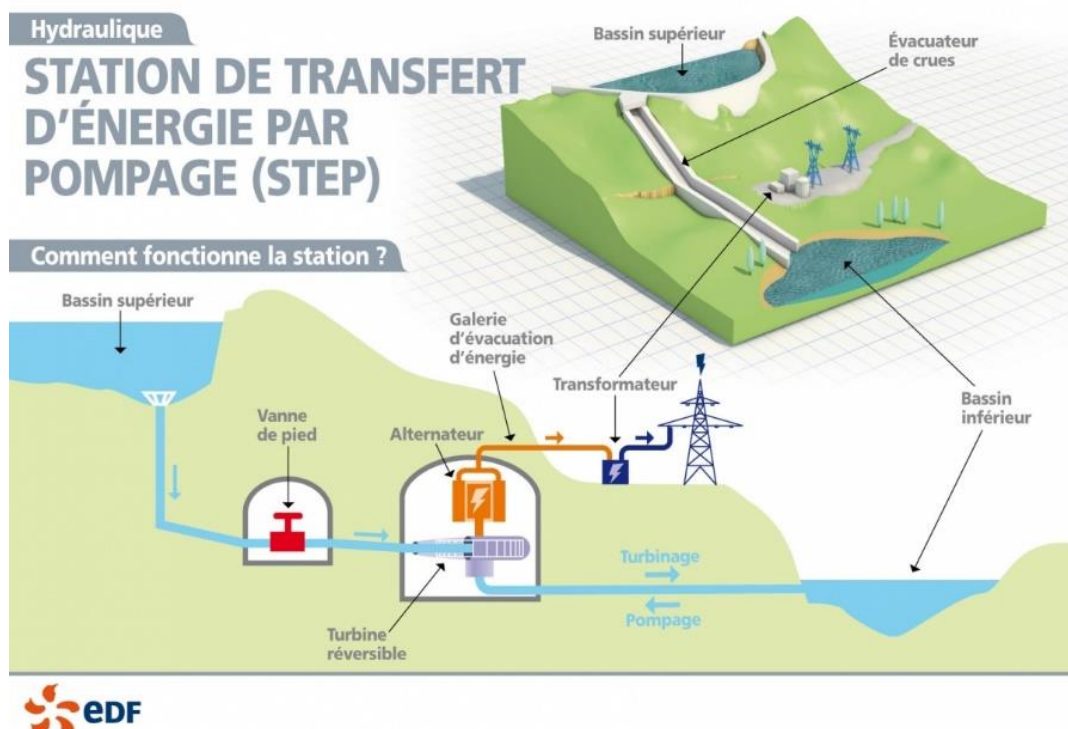 Hydraulique
STATION DE TRANSFERT
D'ÉNERGIE PAR
POMPAGE (STEP)
Bassin supérieur
Évacuateur
de crues
Comment fonctionne la station ?
Bassin supérieur
Galerie
d'évacuation
d'énergie
Transformateur
Bassin
inférieur
Vanne
de pied
Alternateur
Turbinage
Pompage
Turbine
réversible
eDF